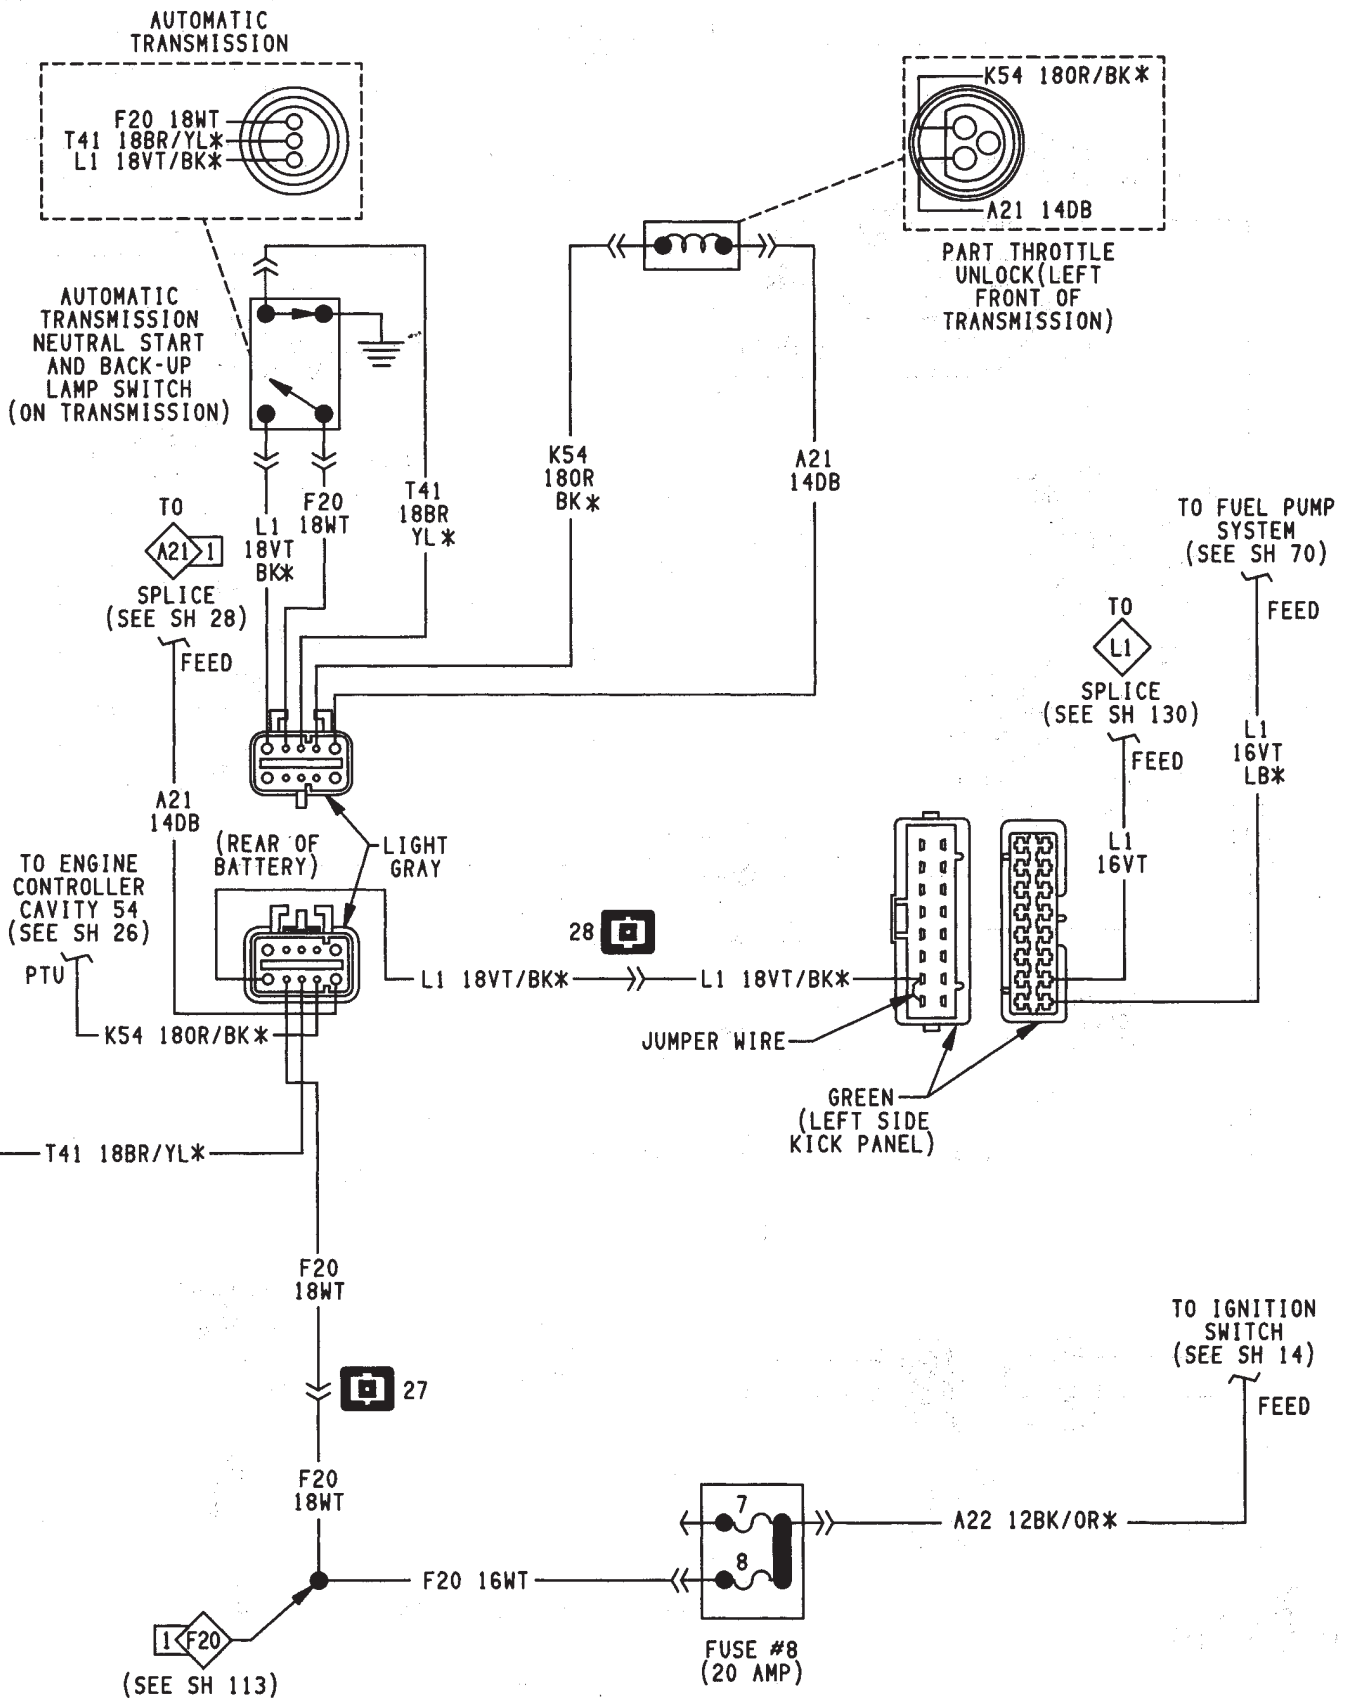 AUTOMATIC
TRANSMISSION
F20 18WT
T41 18BR/YL*
L1 18VT/BK*
K54 18OR/BK*
A21 14DB
PART THROTTLE
UNLOCK(LEFT
FRONT OF
TRANSMISSION)
AUTOMATIC
TRANSMISSION
NEUTRAL START
AND BACK-UP
LAMP SWITCH
(ON TRANSMISSION)
K54
18OR
BK*
A21
14DB
T41
18BR
YL*
F20
18WT
L1
18VT
BK*
TO
A21 1
SPLICE
(SEE SH 28)
FEED
TO FUEL PUMP
SYSTEM
(SEE SH 70)
FEED
TO
L1
SPLICE
(SEE SH 130)
FEED
L1
16VT
LB*
A21
14DB
(REAR OF
BATTERY)
LIGHT
GRAY
L1
16VT
TO ENGINE
CONTROLLER
CAVITY 54
(SEE SH 26)
PTU
28
L1 18VT/BK*
L1 18VT/BK*
K54 18OR/BK*
JUMPER WIRE
GREEN
(LEFT SIDE
KICK PANEL)
T41 18BR/YL*
F20
18WT
TO IGNITION
SWITCH
(SEE SH 14)
FEED
27
F20
18WT
7
A22 12BK/OR*
8
F20 16WT
1 F20
(SEE SH 113)
FUSE #8
(20 AMP)